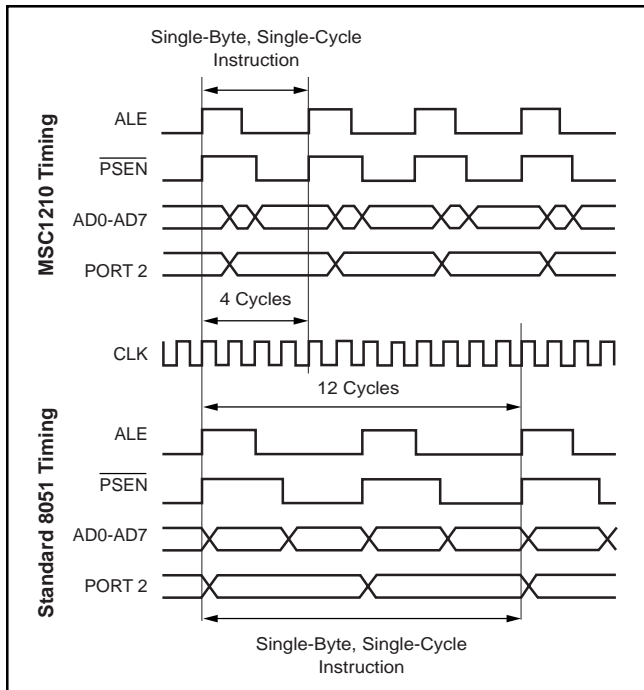 Single-Byte, Single-Cycle
Instruction
MSC1210 Timing
ALE
PSEN
AD0-AD7
PORT 2
4 Cycles
CLK
12 Cycles
Standard 8051 Timing
ALE
PSEN
AD0-AD7
PORT 2
Single-Byte, Single-Cycle
Instruction